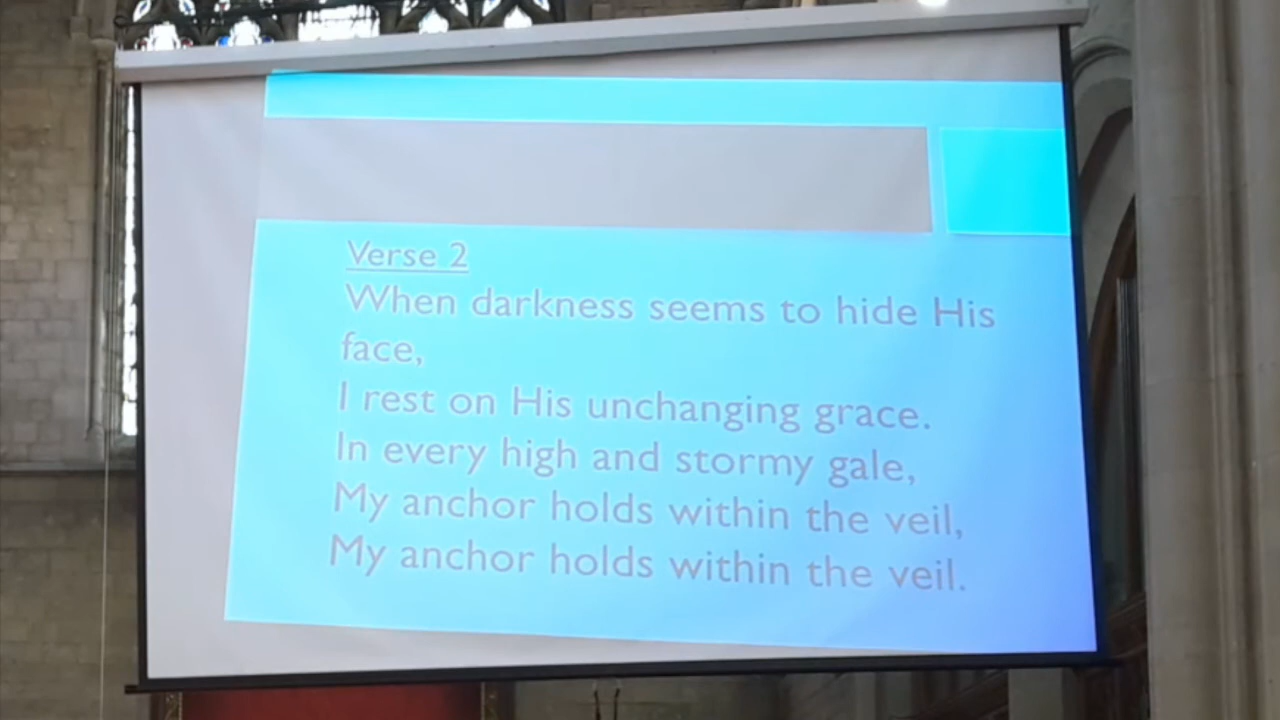 Verse 2
When darkness seems to hide His
face,
I rest on His unchanging grace.
In every high and stormy gale,
My anchor holds within the veil,
My anchor holds within the veil.